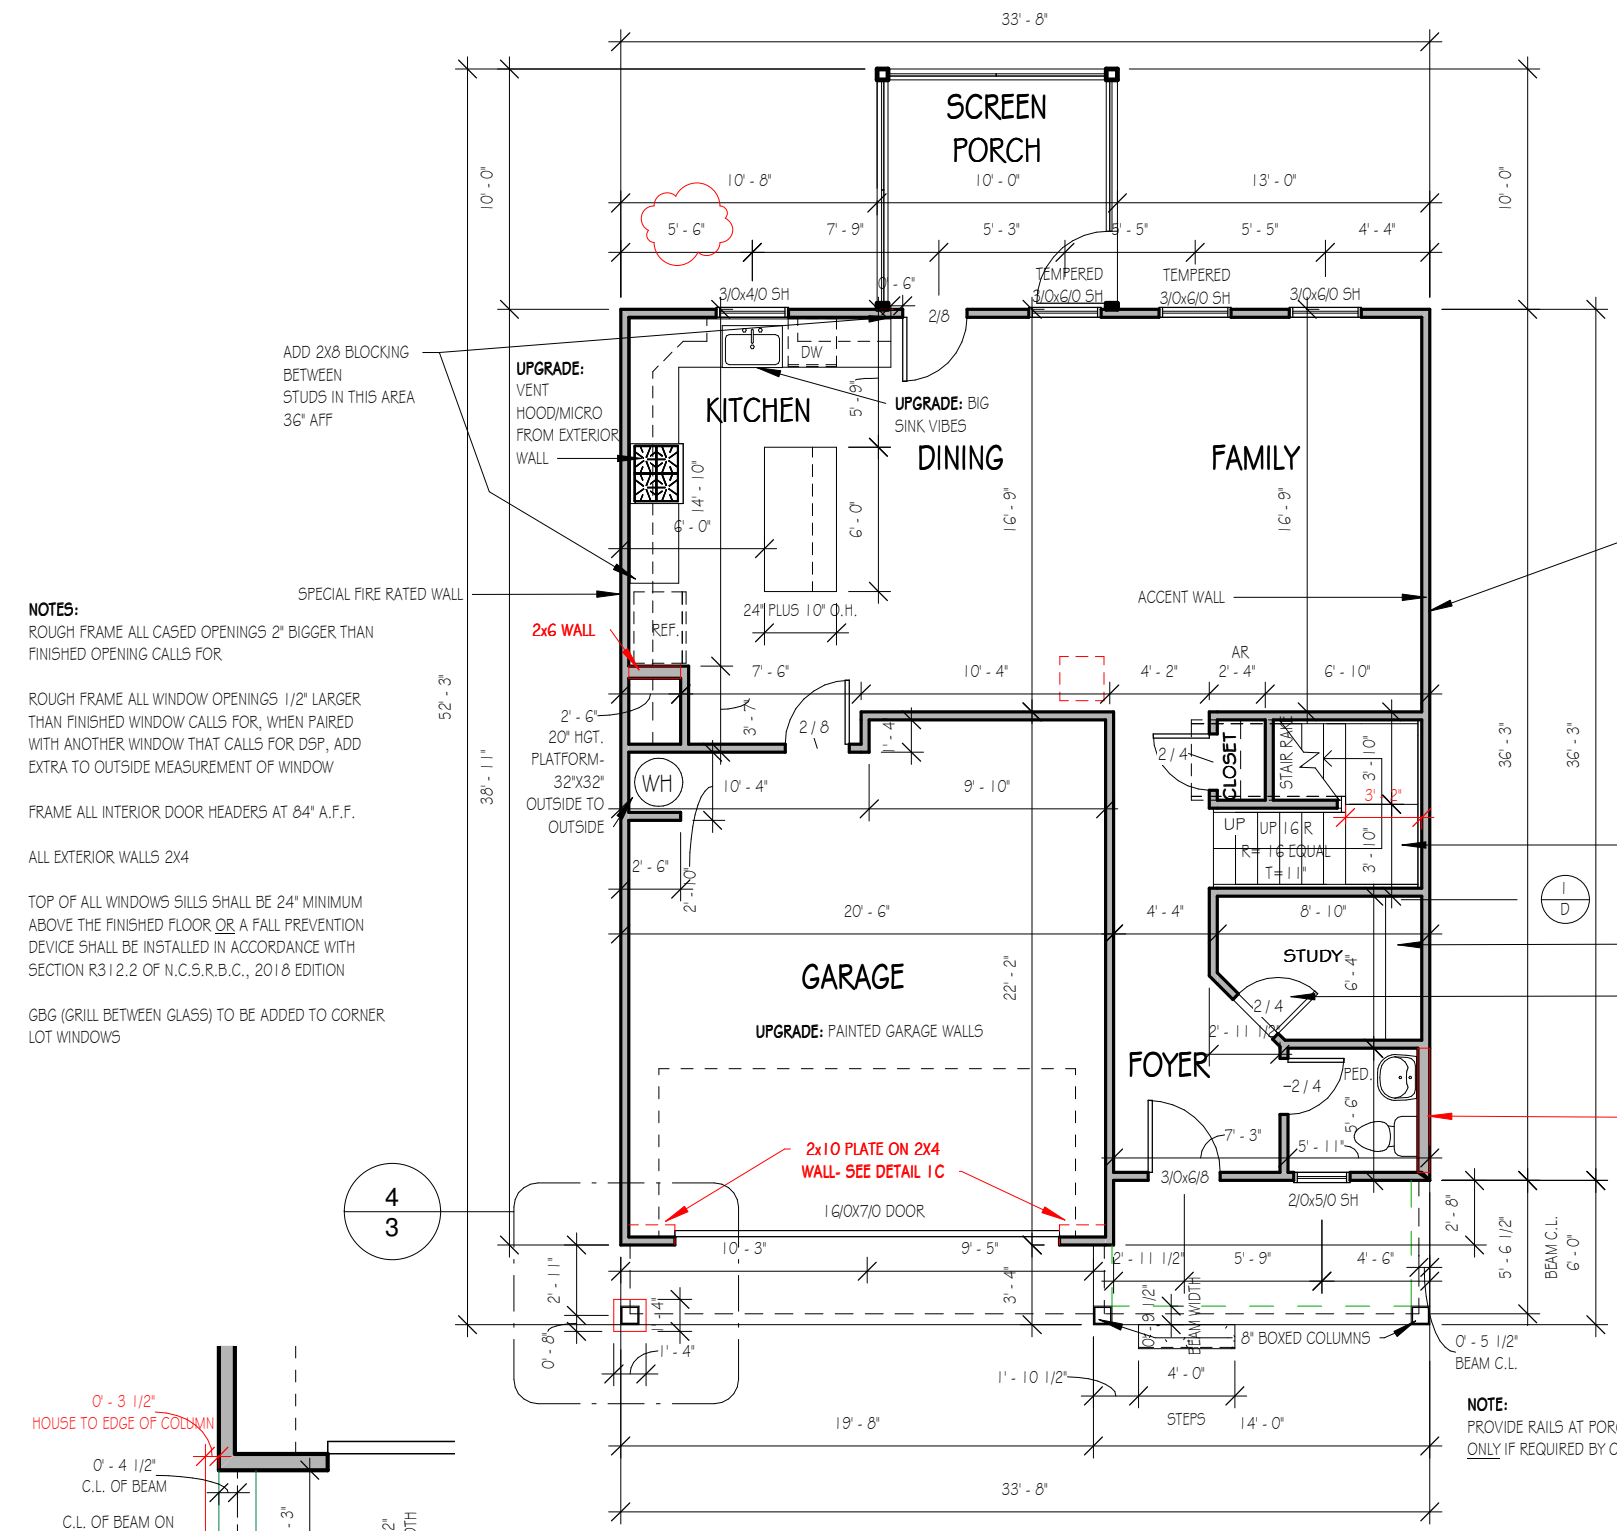 33' - 8"
SCREEN
PORCH
10' - 0"
10' - 0"
10' - 8"
10' - 0"
13' - 0"
5' - 6"
7' - 9"
5' - 3"
5' - 5"
5' - 5"
4' - 4"
0' - 6"
TEMPERED
3/0x6/0 SH
TEMPERED
3/0x6/0 SH
3/0x6/0 SH
3/0x4/0 SH
2/8
ADD 2X8 BLOCKING
BETWEEN
STUDS IN THIS AREA
36" AFF
UPGRADE:
VENT
HOOD/MICRO
FROM EXTERIOR
WALL
DW
KITCHEN
5' - 9"
UPGRADE: BIG
SINK VIBES
DINING
FAMILY
14' - 10"
6' - 0"
6' - 0"
16' - 9"
16' - 9"
SPECIAL FIRE RATED WALL
ACCENT WALL
24" PLUS 10" O.H.
2x6 WALL
REF.
NOTES:
ROUGH FRAME ALL CASED OPENINGS 2" BIGGER THAN
FINISHED OPENING CALLS FOR
ROUGH FRAME ALL WINDOW OPENINGS 1/2" LARGER
THAN FINISHED WINDOW CALLS FOR, WHEN PAIRED
WITH ANOTHER WINDOW THAT CALLS FOR DSP, ADD
EXTRA TO OUTSIDE MEASUREMENT OF WINDOW
FRAME ALL INTERIOR DOOR HEADERS AT 84" A.F.F.
ALL EXTERIOR WALLS 2X4
TOP OF ALL WINDOWS SILLS SHALL BE 24" MINIMUM
ABOVE THE FINISHED FLOOR OR A FALL PREVENTION
DEVICE SHALL BE INSTALLED IN ACCORDANCE WITH
SECTION R312.2 OF N.C.S.R.B.C., 2018 EDITION
GBG (GRILL BETWEEN GLASS) TO BE ADDED TO CORNER
LOT WINDOWS
52' - 3"
38' - 11"
7' - 6"
10' - 4"
4' - 2"
AR
2' - 4"
6' - 10"
2' - 6"
20" HGT.
PLATFORM-
32"X32"
OUTSIDE TO
OUTSIDE
3' - 7"
2/8
1' - 4"
2/4
CLOSET
STAIR RAKE
3' - 10"
3' - 2"
36' - 3"
36' - 3"
WH
10' - 4"
9' - 10"
UP
UP 16 R
R= 16 EQUAL
T=11"
3' - 10"
2' - 6"
2' - 10"
20' - 6"
4' - 4"
8' - 10"
1
D
STUDY
6' - 4"
GARAGE
22' - 2"
UPGRADE: PAINTED GARAGE WALLS
2/4
2' - 11 1/2"
FOYER
2/4
PED.
5' - 6"
7' - 3"
5' - 11"
2x10 PLATE ON 2X4
WALL- SEE DETAIL 1C
3/0x6/8
2/0x5/0 SH
4
3
16/0X7/0 DOOR
10' - 3"
9' - 5"
2' - 11 1/2"
5' - 9"
4' - 6"
2' - 8"
5' - 6 1/2"
BEAM C.L.
6' - 0"
2' - 11"
0' - 8"
1' - 4"
3' - 4"
0' - 9 1/2"
BEAM WIDTH
8" BOXED COLUMNS
1' - 4"
0' - 5 1/2"
BEAM C.L.
1' - 10 1/2"
4' - 0"
STEPS
19' - 8"
14' - 0"
NOTE:
PROVIDE RAILS AT
ONLY IF REQUIRED BY
0' - 3 1/2"
HOUSE TO EDGE OF COLUMN
0' - 4 1/2"
C.L. OF BEAM
C.L. OF BEAM ON
33' - 8"